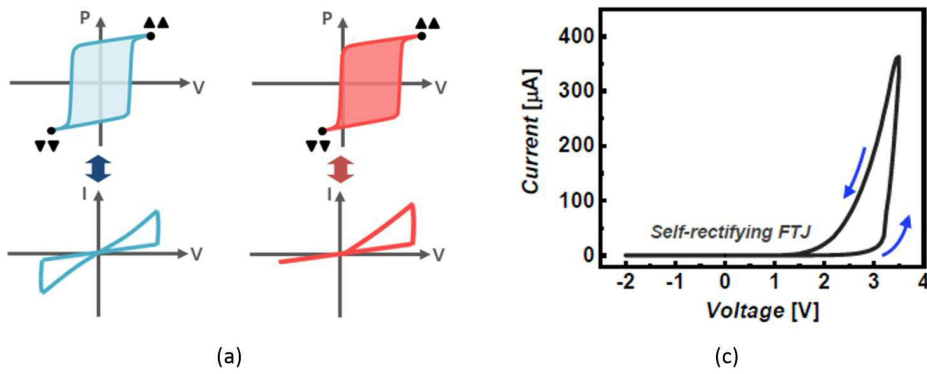 P
V
I
V
P
V
I
V
(a)
400
300
200
100
0
Current [µA]
Self-rectifying FTJ
-2 -1 0 1 2 3 4
Voltage [V]
(c)